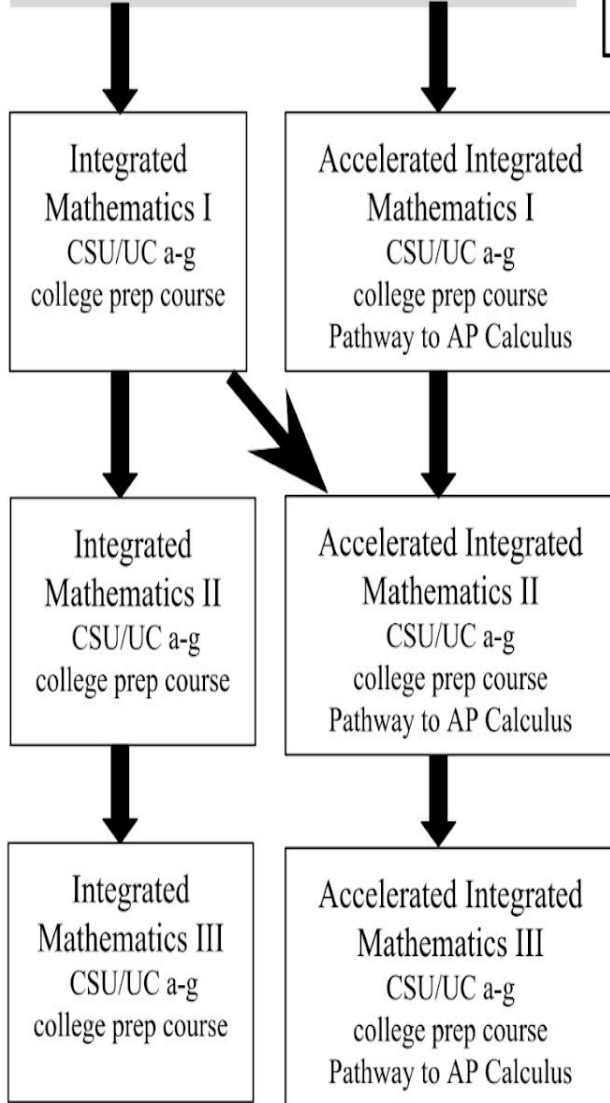 Integrated
Mathematics I
CSU/UC a-g
college prep course
Accelerated Integrated
Mathematics I
CSU/UC a-g
college prep course
Pathway to AP Calculus
Integrated
Mathematics II
CSU/UC a-g
college prep course
Accelerated Integrated
Mathematics II
CSU/UC a-g
college prep course
Pathway to AP Calculus
Integrated
Mathematics III
CSU/UC a-g
college prep course
Accelerated Integrated
Mathematics III
CSU/UC a-g
college prep course
Pathway to AP Calculus